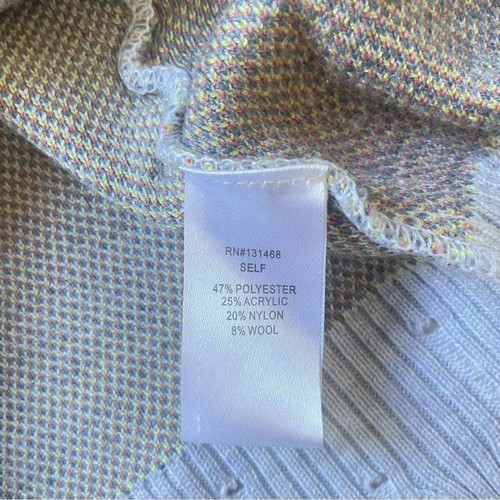 RN#131468
SELF
47% POLYESTER
25% ACRYLIC
20% NYLON
8% WOOL